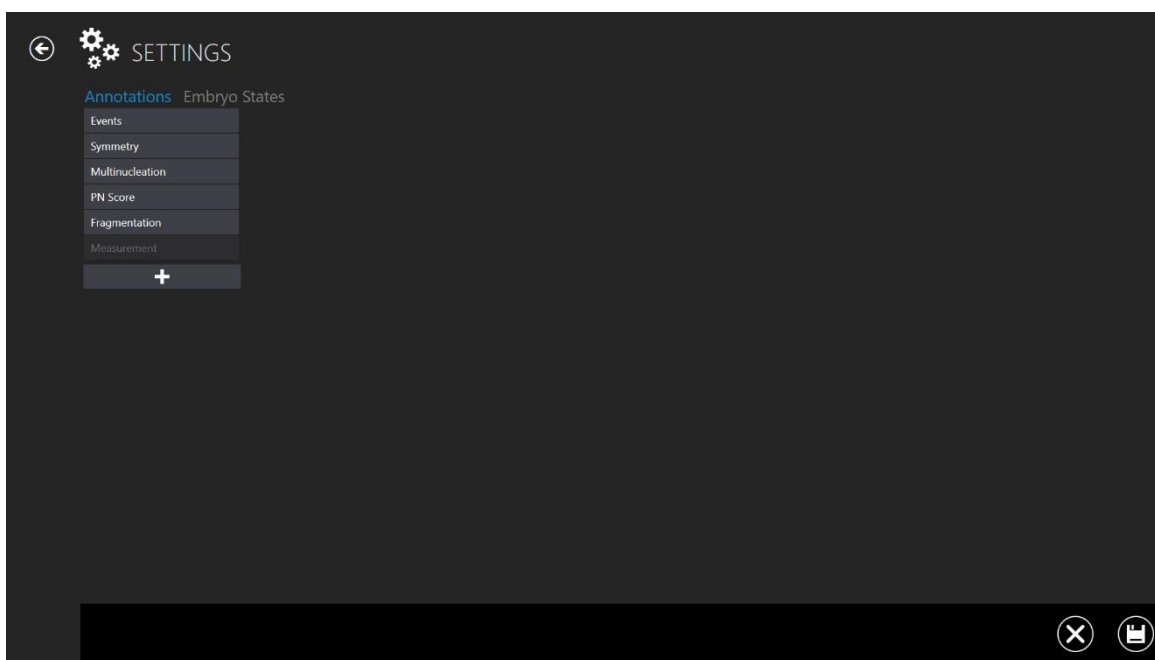 SETTINGS
Annotations Embryo States
Events
Symmetry
Multinucleation
PN Score
Fragmentation
Measurement